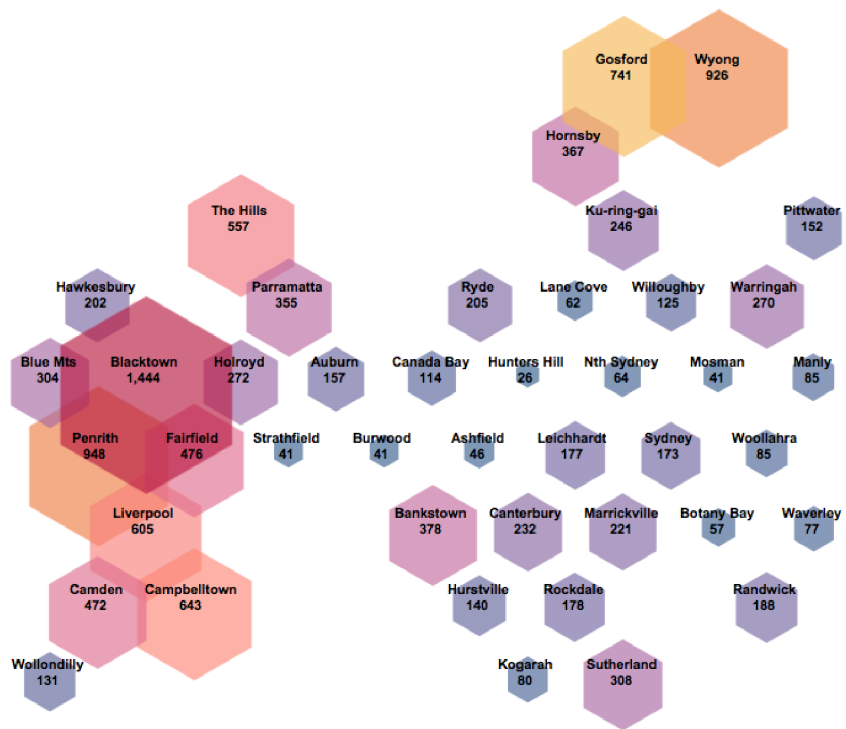 Gosford
741
Wyong
926
Hornsby
367
The Hills
557
Ku-ring-gai
246
Pittwater
152
Hawkesbury
202
Parramatta
355
Ryde
205
Lane Cove
62
Willoughby
125
Warringah
270
Blue Mts
304
Blacktown
1,444
Holroyd
272
Auburn
157
Canada Bay
114
Hunters Hill
26
Nth Sydney
64
Mosman
41
Manly
85
Penrith
948
Fairfield
476
Strathfield
41
Burwood
41
Ashfield
46
Leichhardt
177
Sydney
173
Woollahra
85
Liverpool
605
Bankstown
378
Canterbury
232
Marrickville
221
Botany Bay
57
Waverley
77
Camden
472
Campbelltown
643
Hurstville
140
Rockdale
178
Randwick
188
Wollondilly
131
Kogarah
80
Sutherland
308